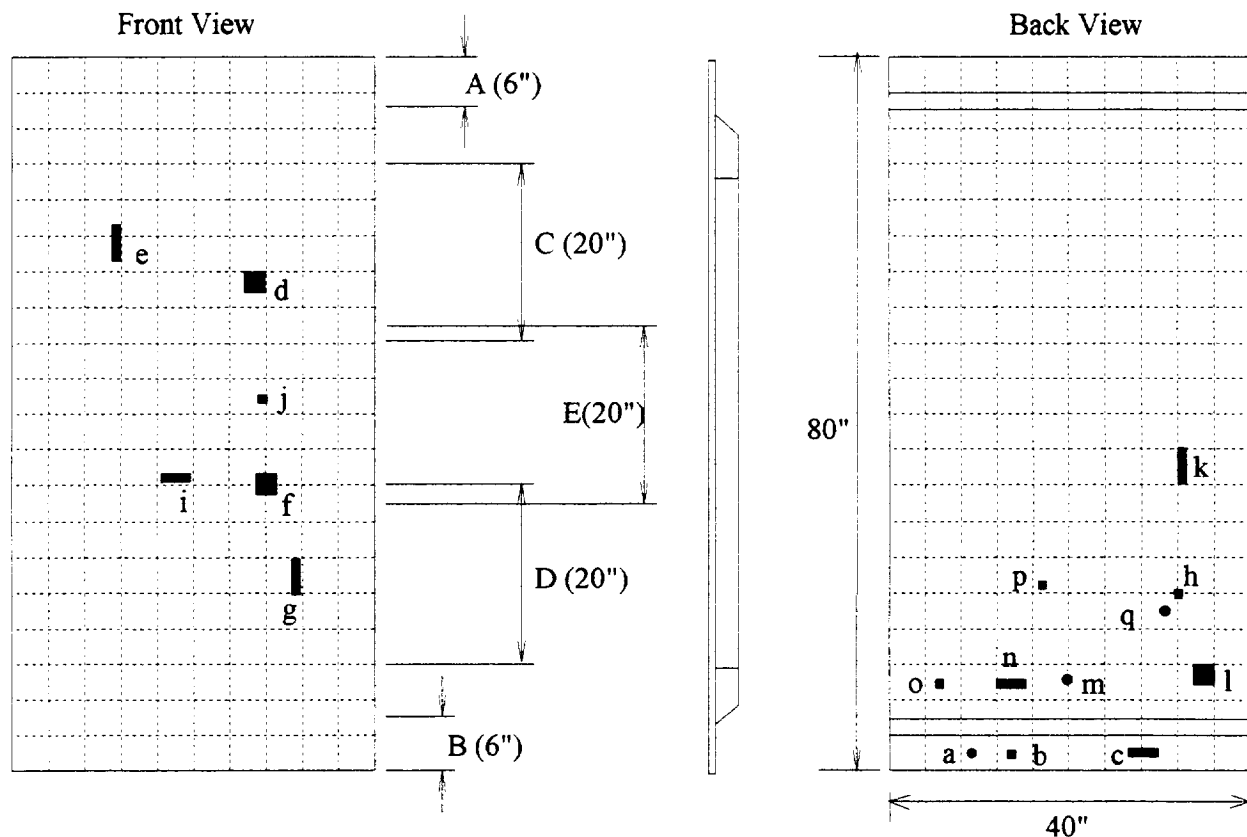 Front View
Back View
A (6")
C (20")
E(20")
D (20")
B (6")
e
d
j
i
f
g
80"
k
p
h
q
n
o
m
l
a
b
c
40"